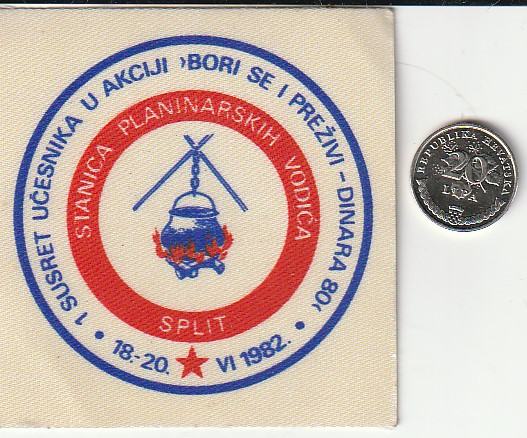 1 SUSRET UČESNIKA U AKCIJI ›BORI SE I PREŽIVI - DINARA 80‹
18.-20. VI 1982.
STANICA PLANINARSKIH VODIČA
SPLIT
REPUBLIKA HRVATSKA
20
LIPA